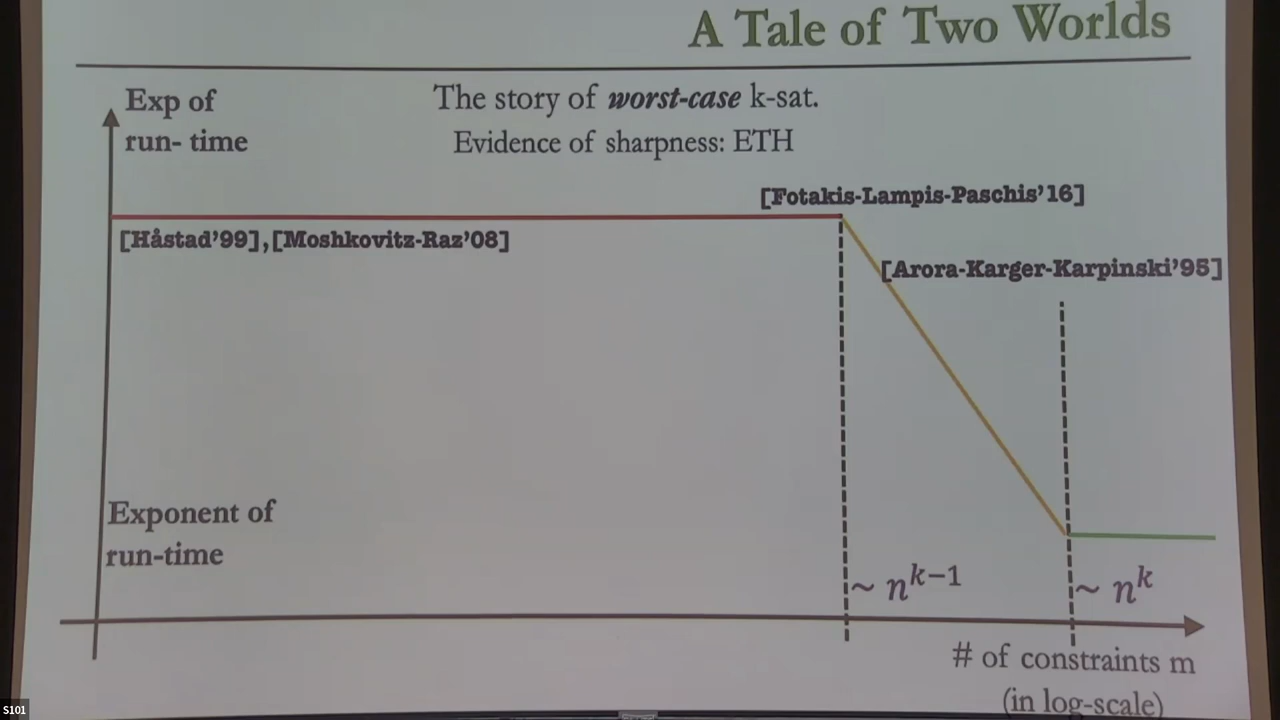 A Tale of Two Worlds
Exp of
run- time
The story of worst-case k-sat.
Evidence of sharpness: ETH
[Fotakis-Lampis-Paschis'16]
[Håstad'99],[Moshkovitz-Raz'08]
[Arora-Karger-Karpinski'95]
Exponent of
run-time
~ n^{k-1}
~ n^k
# of constraints m
(in log-scale)
S101